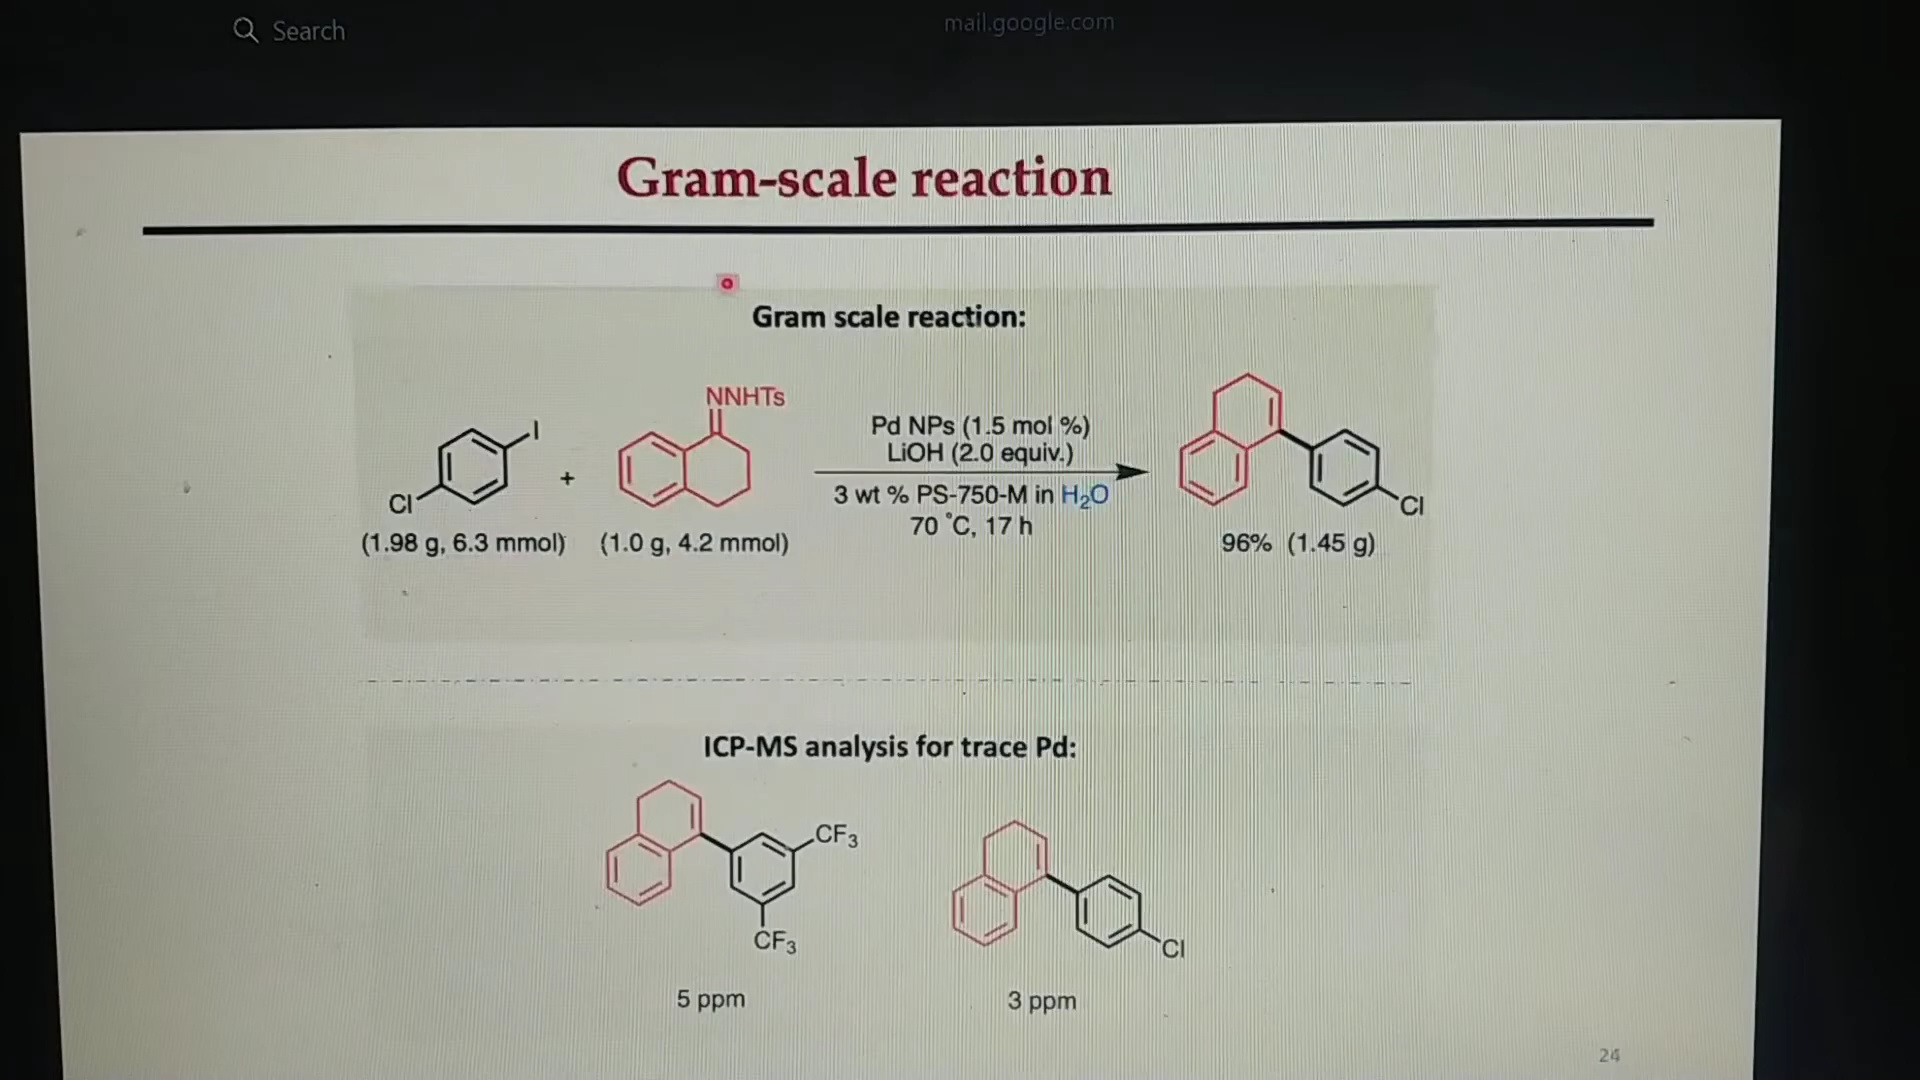 Search
mail.google.com
Gram-scale reaction
Gram scale reaction:
NNHTs
I
Cl
+
Pd NPs (1.5 mol %)
LiOH (2.0 equiv.)
3 wt % PS-750-M in H₂O
70 °C, 17 h
Cl
(1.98 g, 6.3 mmol)
(1.0 g, 4.2 mmol)
96% (1.45 g)
ICP-MS analysis for trace Pd:
CF₃
CF₃
Cl
5 ppm
3 ppm
24